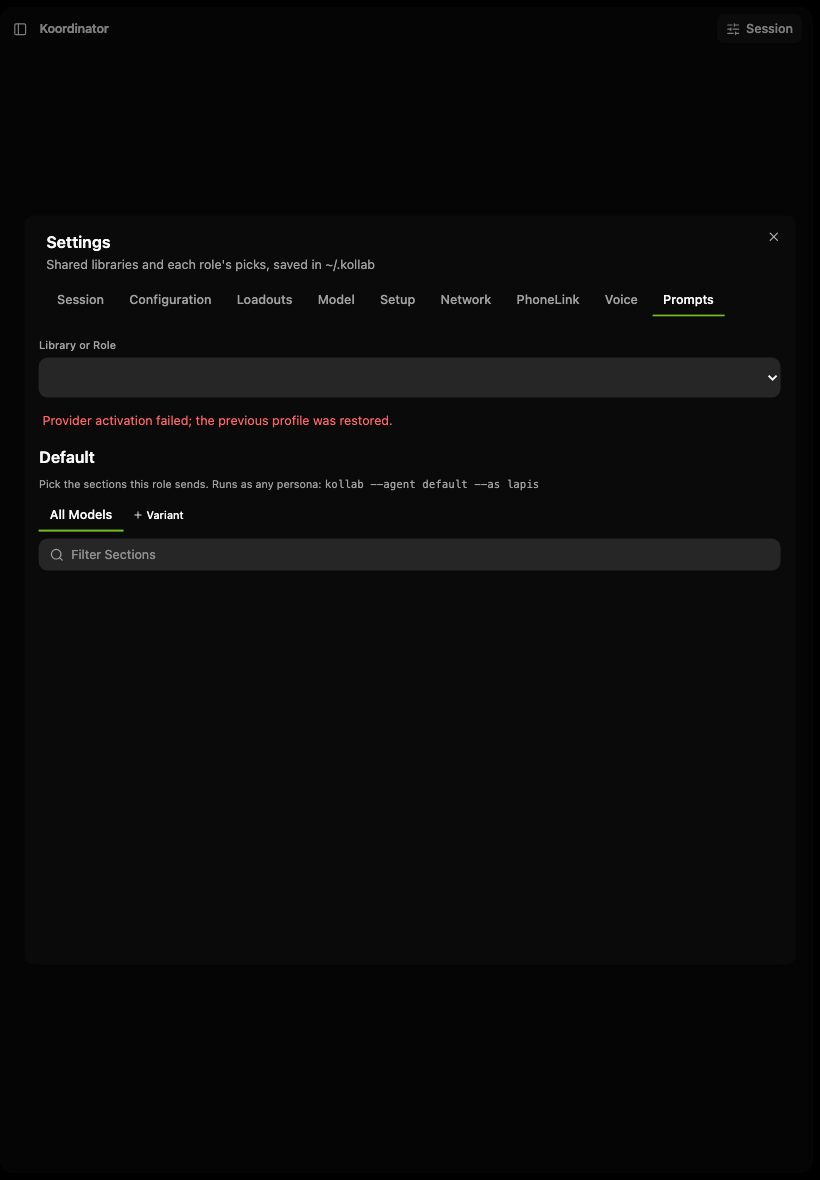 Koordinator
Session
Settings
Shared libraries and each role's picks, saved in ~/.kollab
Session Configuration Loadouts Model Setup Network PhoneLink Voice Prompts
Library or Role
Provider activation failed; the previous profile was restored.
Default
Pick the sections this role sends. Runs as any persona: kollab --agent default --as lapis
All Models + Variant
Filter Sections